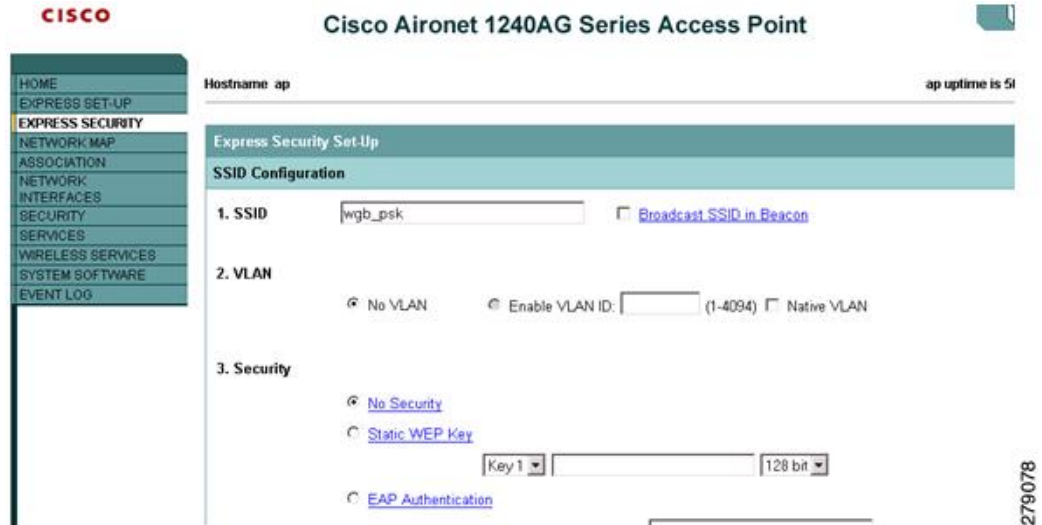 CISCO
Cisco Aironet 1240AG Series Access Point
HOME
EXPRESS SET-UP
EXPRESS SECURITY
NETWORK MAP
ASSOCIATION
NETWORK
INTERFACES
SECURITY
SERVICES
WIRELESS SERVICES
SYSTEM SOFTWARE
EVENT LOG
Hostname ap
ap uptime is
Express Security Set-Up
SSID Configuration
1. SSID wgb_psk Broadcast SSID in Beacon
2. VLAN
No VLAN Enable VLAN ID: (1-4094) Native VLAN
3. Security
No Security
Static WEP Key
Key 1 128 bit
EAP Authentication
279078